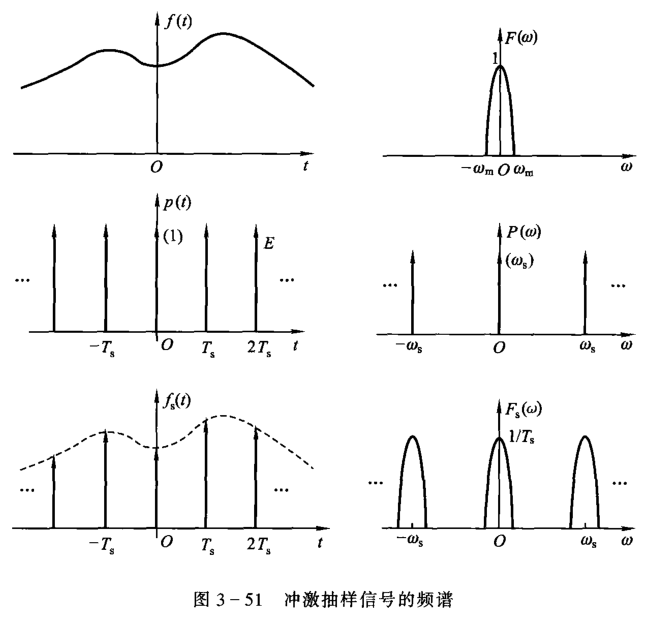 f(t)
O
t
F(ω)
1
−ωm O ωm
ω
p(t)
(1)
E
... ...
−Ts O Ts 2Ts t
P(ω)
(ωs)
... ...
−ωs O ωs ω
fs(t)
... ...
−Ts O Ts 2Ts t
Fs(ω)
1/Ts
... ...
−ωs O ωs ω
图 3-51 冲激抽样信号的频谱